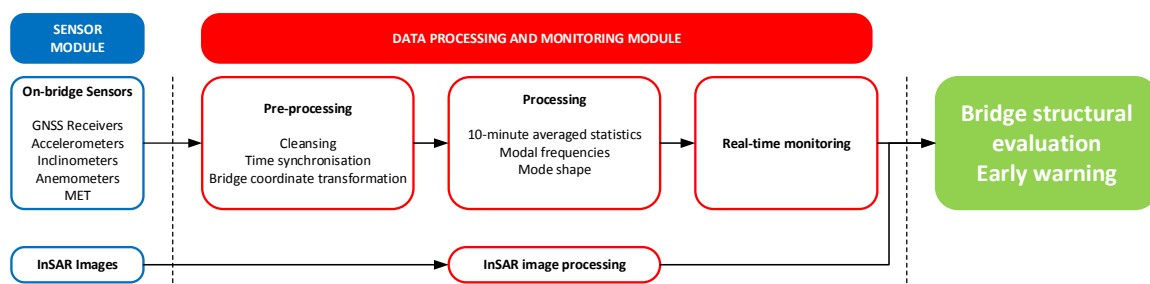 SENSOR
MODULE
DATA PROCESSING AND MONITORING MODULE
On-bridge Sensors
GNSS Receivers
Accelerometers
Inclinometers
Anemometers
MET
Pre-processing
Cleansing
Time synchronisation
Bridge coordinate transformation
Processing
10-minute averaged statistics
Modal frequencies
Mode shape
Real-time monitoring
Bridge structural
evaluation
Early warning
InSAR Images
InSAR image processing